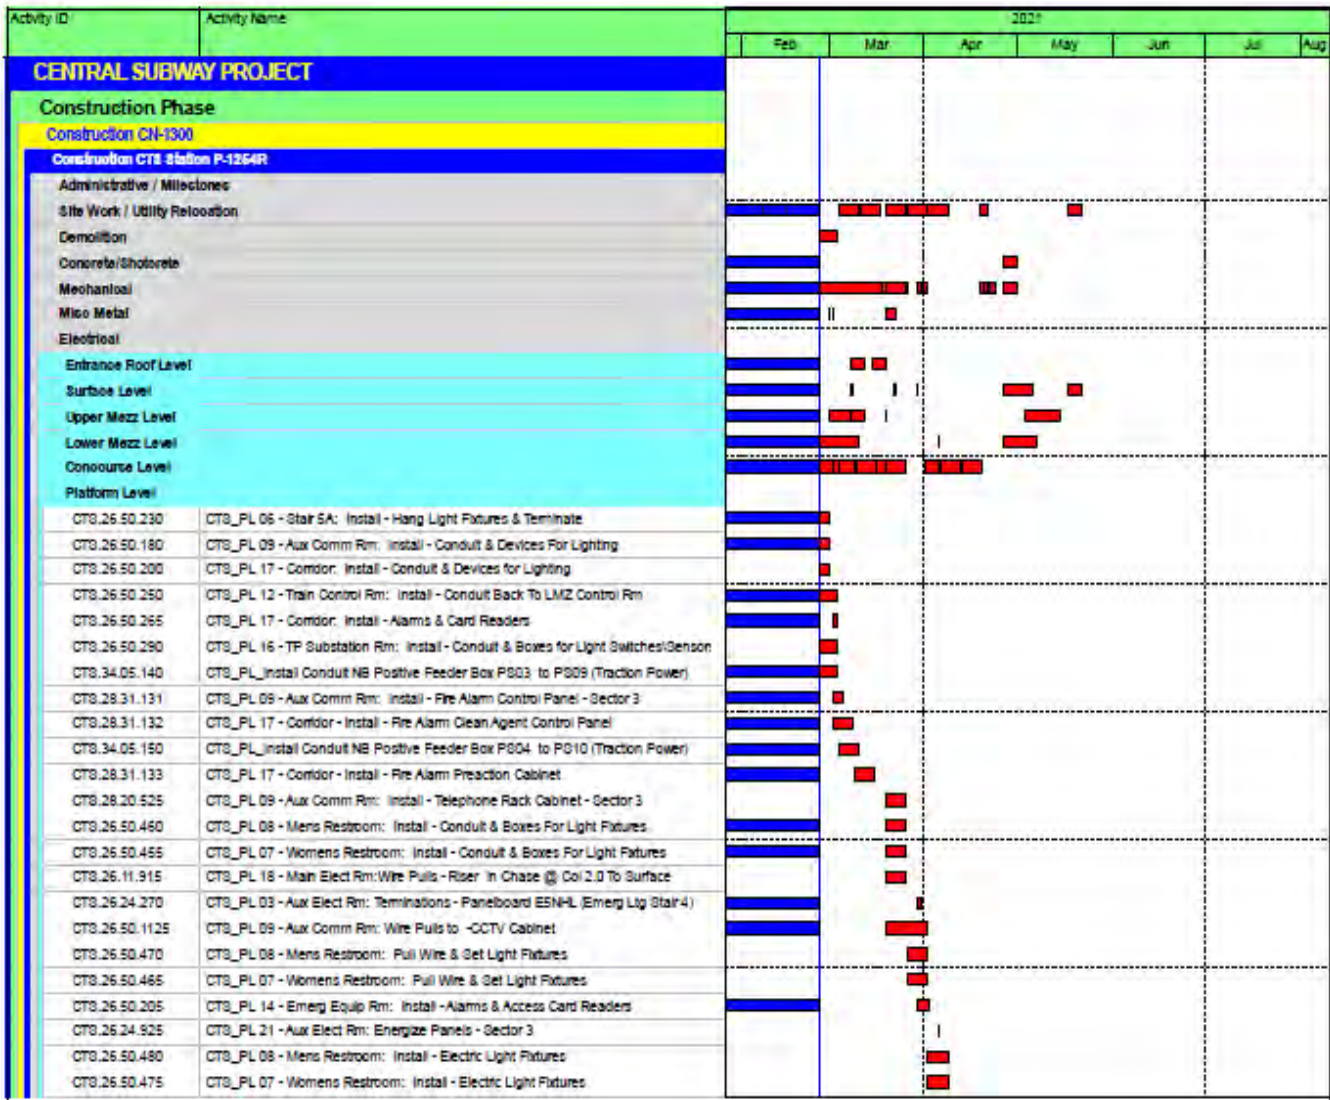 Activity ID Activity Name 2021
Feb Mar Apr May Jun Jul Aug
CENTRAL SUBWAY PROJECT
Construction Phase
Construction CN-1300
Construction CTS Station P-1254R
Administrative / Milestones
Site Work / Utility Relocation
Demolition
Concrete/Shotcrete
Mechanical
Misc Metal
Electrical
Entrance Roof Level
Surface Level
Upper Mezz Level
Lower Mezz Level
Concourse Level
Platform Level
CTS.26.50.230 CTS_PL 06 - Stair 5A: Install - Hang Light Fixtures & Terminate
CTS.26.50.180 CTS_PL 09 - Aux Comm Rm: Install - Conduit & Devices For Lighting
CTS.26.50.200 CTS_PL 17 - Corridor: Install - Conduit & Devices for Lighting
CTS.26.50.250 CTS_PL 12 - Train Control Rm: Install - Conduit Back To LMZ Control Rm
CTS.26.50.265 CTS_PL 17 - Corridor: Install - Alarms & Card Readers
CTS.26.50.290 CTS_PL 16 - TP Substation Rm: Install - Conduit & Boxes for Light Switches\Sensor
CTS.34.05.140 CTS_PL_Install Conduit NB Positive Feeder Box PS03 to PS09 (Traction Power)
CTS.28.31.131 CTS_PL 09 - Aux Comm Rm: Install - Fire Alarm Control Panel - Sector 3
CTS.28.31.132 CTS_PL 17 - Corridor - Install - Fire Alarm Clean Agent Control Panel
CTS.34.05.150 CTS_PL_Install Conduit NB Positive Feeder Box PS04 to PS10 (Traction Power)
CTS.28.31.133 CTS_PL 17 - Corridor - Install - Fire Alarm Preaction Cabinet
CTS.28.20.525 CTS_PL 09 - Aux Comm Rm: Install - Telephone Rack Cabinet - Sector 3
CTS.26.50.460 CTS_PL 08 - Mens Restroom: Install - Conduit & Boxes For Light Fixtures
CTS.26.50.455 CTS_PL 07 - Womens Restroom: Install - Conduit & Boxes For Light Fixtures
CTS.26.11.915 CTS_PL 18 - Main Elect Rm:Wire Pulls - Riser In Chase @ Col 2.0 To Surface
CTS.26.24.270 CTS_PL 03 - Aux Elect Rm: Terminations - Panelboard E5NHL (Emerg Ltg Stair 4)
CTS.26.50.1125 CTS_PL 09 - Aux Comm Rm: Wire Pulls to -CCTV Cabinet
CTS.26.50.470 CTS_PL 08 - Mens Restroom: Pull Wire & Set Light Fixtures
CTS.26.50.465 CTS_PL 07 - Womens Restroom: Pull Wire & Set Light Fixtures
CTS.26.50.205 CTS_PL 14 - Emerg Equip Rm: Install - Alarms & Access Card Readers
CTS.26.24.925 CTS_PL 21 - Aux Elect Rm: Energize Panels - Sector 3
CTS.26.50.480 CTS_PL 08 - Mens Restroom: Install - Electric Light Fixtures
CTS.26.50.475 CTS_PL 07 - Womens Restroom: Install - Electric Light Fixtures